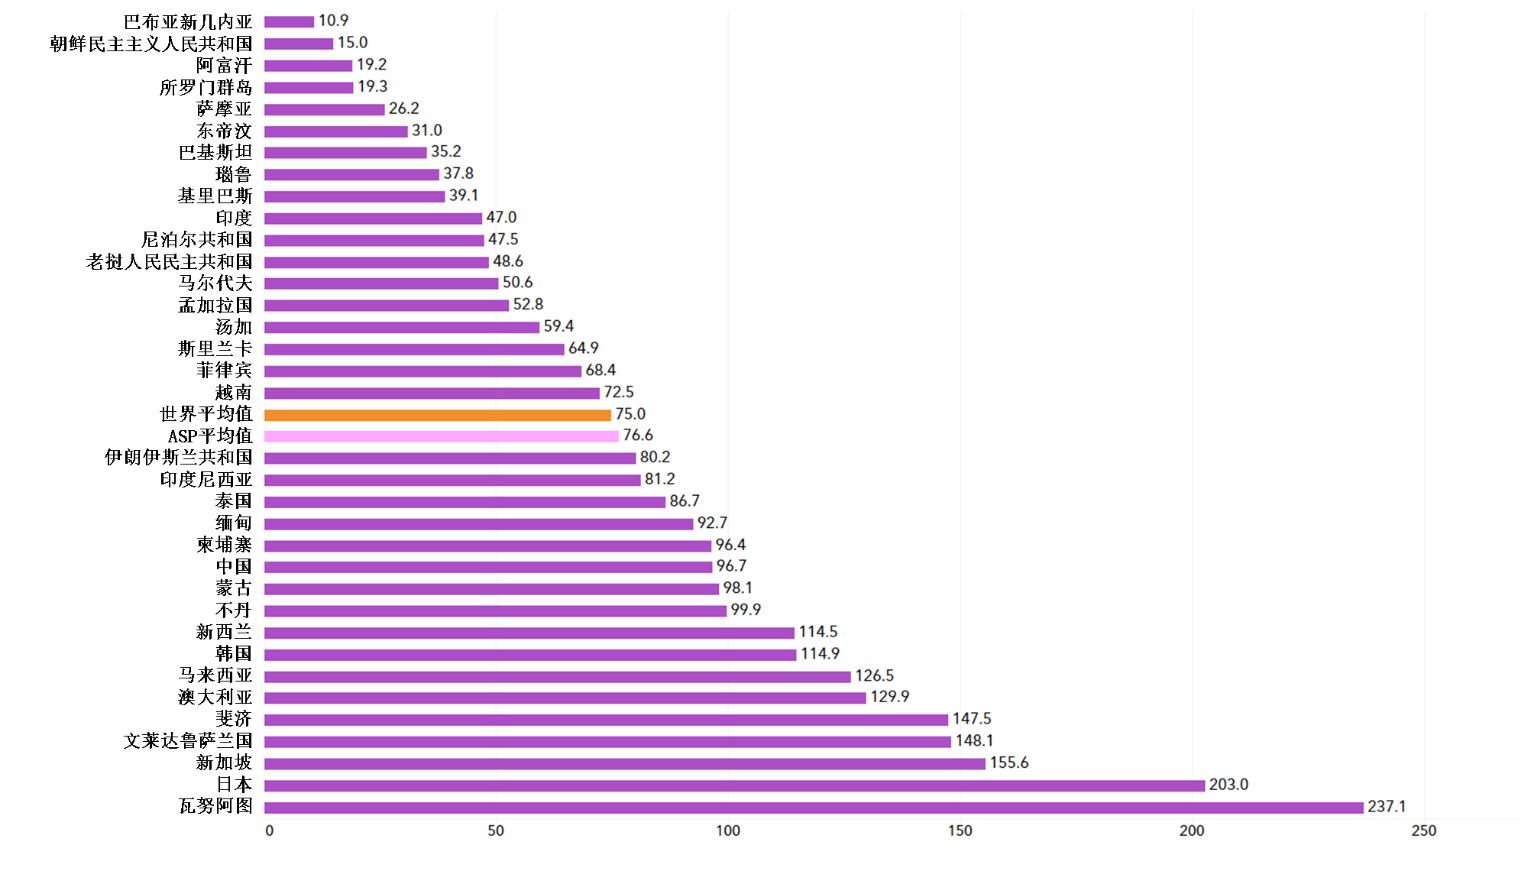 巴布亚新几内亚 10.9
朝鲜民主主义人民共和国 15.0
阿富汗 19.2
所罗门群岛 19.3
萨摩亚 26.2
东帝汶 31.0
巴基斯坦 35.2
瑙鲁 37.8
基里巴斯 39.1
印度 47.0
尼泊尔共和国 47.5
老挝人民民主共和国 48.6
马尔代夫 50.6
孟加拉国 52.8
汤加 59.4
斯里兰卡 64.9
菲律宾 68.4
越南 72.5
世界平均值 75.0
ASP平均值 76.6
伊朗伊斯兰共和国 80.2
印度尼西亚 81.2
泰国 86.7
缅甸 92.7
柬埔寨 96.4
中国 96.7
蒙古 98.1
不丹 99.9
新西兰 114.5
韩国 114.9
马来西亚 126.5
澳大利亚 129.9
斐济 147.5
文莱达鲁萨兰国 148.1
新加坡 155.6
日本 203.0
瓦努阿图 237.1
0 50 100 150 200 250